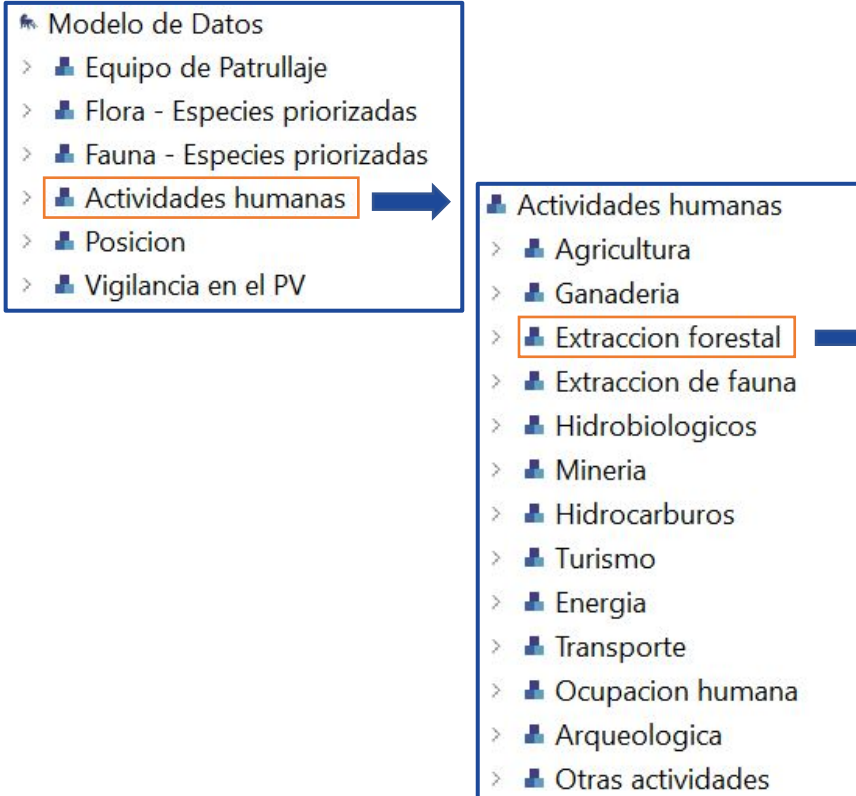 Modelo de Datos
Equipo de Patrullaje
Flora - Especies priorizadas
Fauna - Especies priorizadas
Actividades humanas
Posicion
Vigilancia en el PV
Actividades humanas
Agricultura
Ganaderia
Extraccion forestal
Extraccion de fauna
Hidrobiologicos
Mineria
Hidrocarburos
Turismo
Energia
Transporte
Ocupacion humana
Arqueologica
Otras actividades